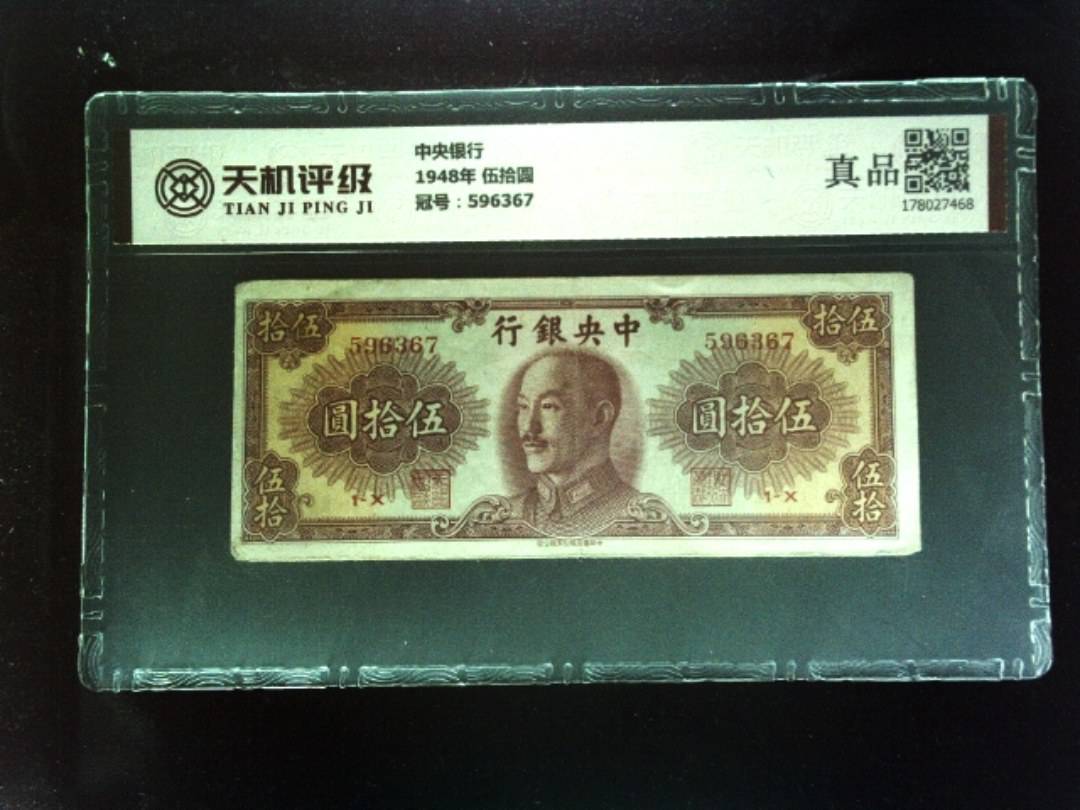 天机评级
TIAN JI PING JI
中央银行
1948年 伍拾圆
冠号：596367
真品
178027468
行銀央中
拾伍
拾伍
596367
596367
圓拾伍
圓拾伍
伍拾
伍拾
1-X
1-X